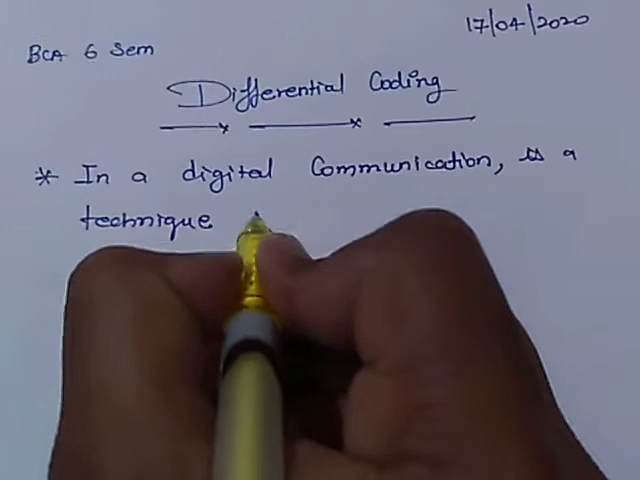 17/04/2020
BCA 6 Sem
Differential Coding
* In a digital Communication, is a
technique